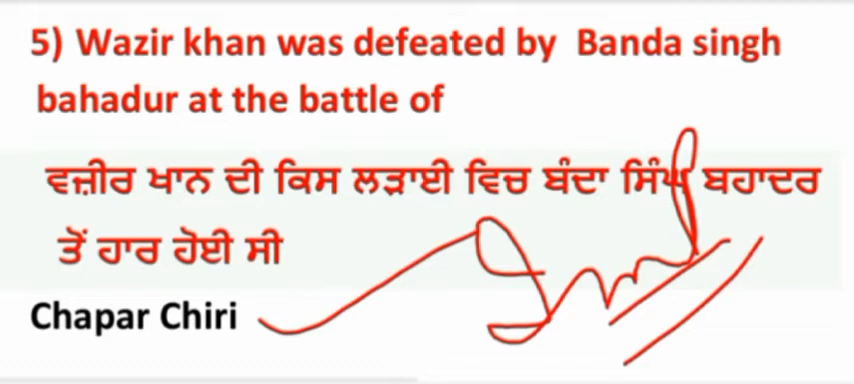 5) Wazir khan was defeated by Banda singh
bahadur at the battle of
ਵਜ਼ੀਰ ਖਾਨ ਦੀ ਕਿਸ ਲੜਾਈ ਵਿਚ ਬੰਦਾ ਸਿੰਘ ਬਹਾਦਰ
ਤੋਂ ਹਾਰ ਹੋਈ ਸੀ
Chapar Chiri